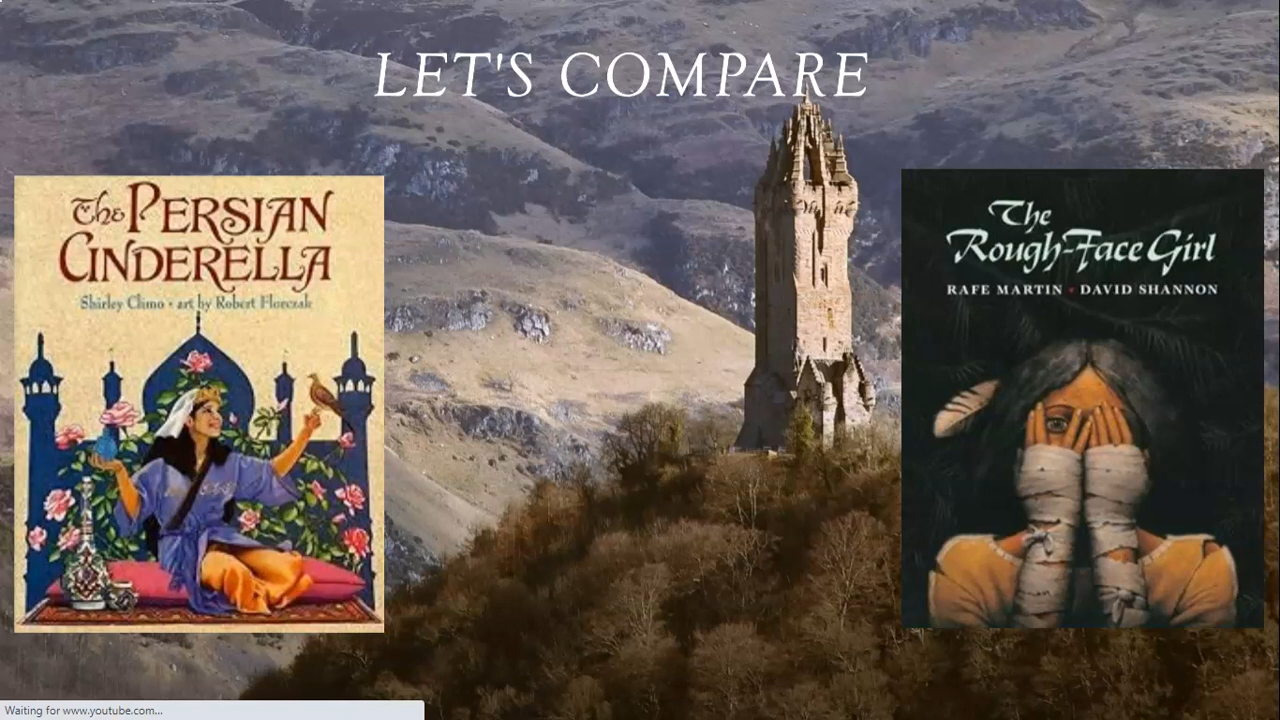 LET'S COMPARE
The PERSIAN
CINDERELLA
Shirley Climo • art by Robert Florczak
The
Rough-Face Girl
RAFE MARTIN • DAVID SHANNON
Waiting for www.youtube.com...